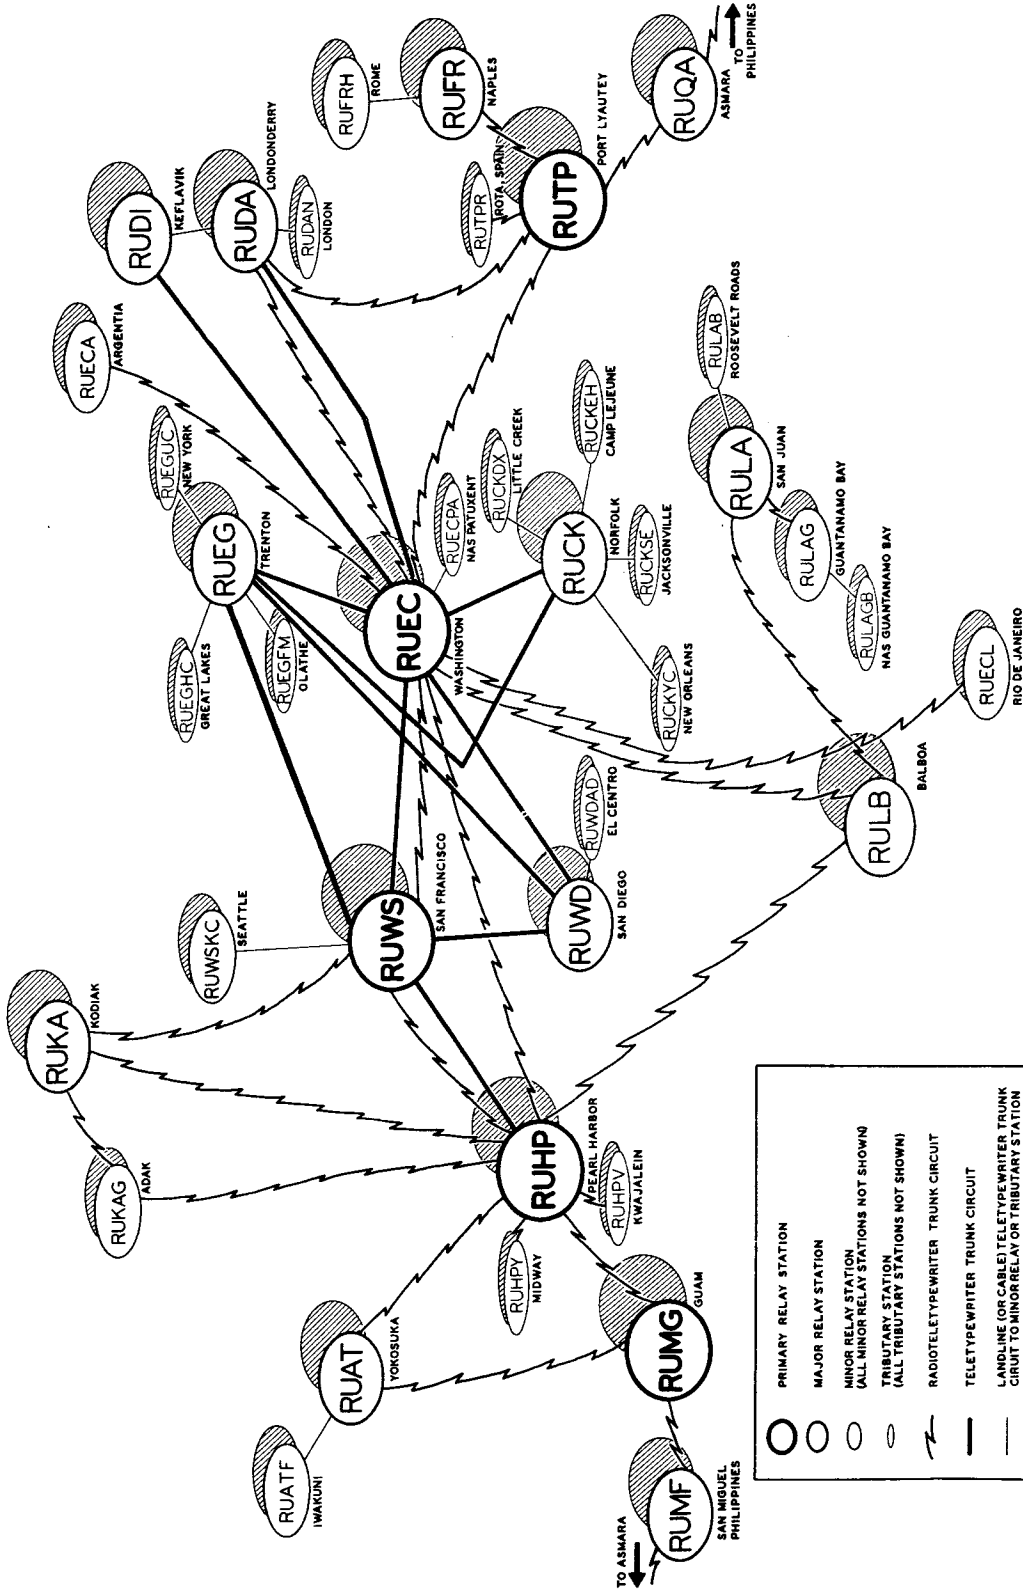 RUKA
KODIAK
RUKAG
ADAK
RUWSKC
SEATTLE
RUEGHC
GREAT LAKES
RUEGUC
NEW YORK
RUEG
TRENTON
RUEGFM
OLATHE
RUECA
ARGENTIA
RUDI
KEFLAVIK
RUDA
LONDONDERRY
RUDAN
LONDON
RUFRH
ROME
RUFR
NAPLES
RUTPR
ROTA, SPAIN
RUTP
PORT LYAUTEY
RUQA
ASMARA
TO
PHILIPPINES
RUATF
IWAKUNI
RUAT
YOKOSUKA
RUWS
SAN FRANCISCO
RUEC
WASHINGTON
RUECPA
NAS PATUXENT
RUCKDX
LITTLE CREEK
RUCK
NORFOLK
RUCKEH
CAMP LEJEUNE
RUCKSE
JACKSONVILLE
RUCKYC
NEW ORLEANS
RUWDAD
EL CENTRO
RUWD
SAN DIEGO
RUHP
PEARL HARBOR
RUHPY
MIDWAY
RUHPV
KWAJALEIN
RUMG
GUAM
RUMF
SAN MIGUEL
PHILIPPINES
TO ASMARA
RULAB
ROOSEVELT ROADS
RULA
SAN JUAN
RULAG
GUANTANAMO BAY
RULAGB
NAS GUANTANAMO BAY
RULB
BALBOA
RUECL
RIO DE JANEIRO
PRIMARY RELAY STATION
MAJOR RELAY STATION
MINOR RELAY STATION
(ALL MINOR RELAY STATIONS NOT SHOWN)
TRIBUTARY STATION
(ALL TRIBUTARY STATIONS NOT SHOWN)
RADIOTELETYPEWRITER TRUNK CIRCUIT
TELETYPEWRITER TRUNK CIRCUIT
LANDLINE (OR CABLE) TELETYPEWRITER TRUNK
CIRUIT TO MINOR RELAY OR TRIBUTARY STATION